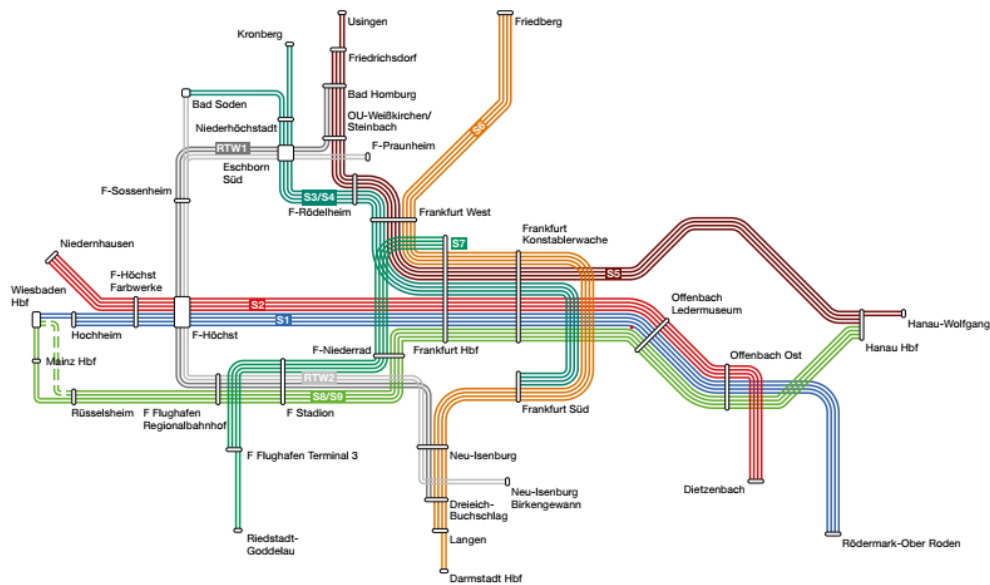 Usingen
Friedberg
Kronberg
Friedrichsdorf
Bad Homburg
Bad Soden
OU-Weißkirchen/
Steinbach
Niederhöchstadt
S6
RTW1
F-Praunheim
Eschborn
Süd
F-Sossenheim
S3/S4
F-Rödelheim
Frankfurt West
Frankfurt
Konstablerwache
Niedernhausen
S7
S5
F-Höchst
Farbwerke
Wiesbaden
Hbf
S2
Offenbach
Ledermuseum
Hanau-Wolfgang
S1
Hochheim
F-Höchst
F-Niederrad
Frankfurt Hbf
Hanau Hbf
Mainz Hbf
Offenbach Ost
RTW2
S8/S9
Rüsselsheim
F Flughafen
Regionalbahnhof
F Stadion
Frankfurt Süd
F Flughafen Terminal 3
Neu-Isenburg
Neu-Isenburg
Birkengewann
Dietzenbach
Dreieich-
Buchschlag
Riedstadt-
Goddelau
Langen
Rödermark-Ober Roden
Darmstadt Hbf